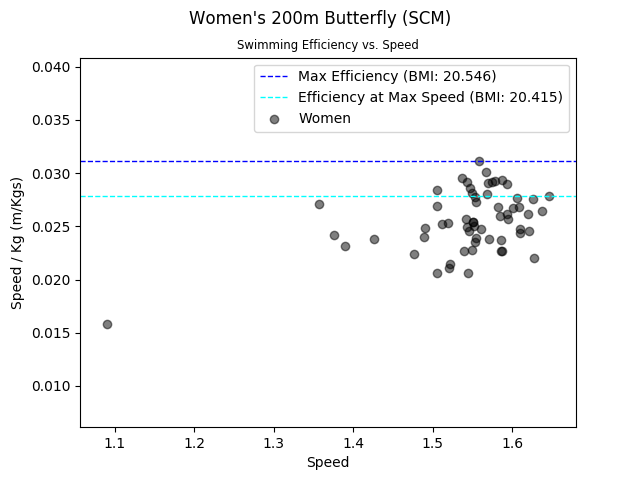 Women's 200m Butterfly (SCM)
Swimming Efficiency vs. Speed
Max Efficiency (BMI: 20.546)
Efficiency at Max Speed (BMI: 20.415)
Women
Speed / Kg (m/Kgs)
0.040
0.035
0.030
0.025
0.020
0.015
0.010
1.1 1.2 1.3 1.4 1.5 1.6
Speed